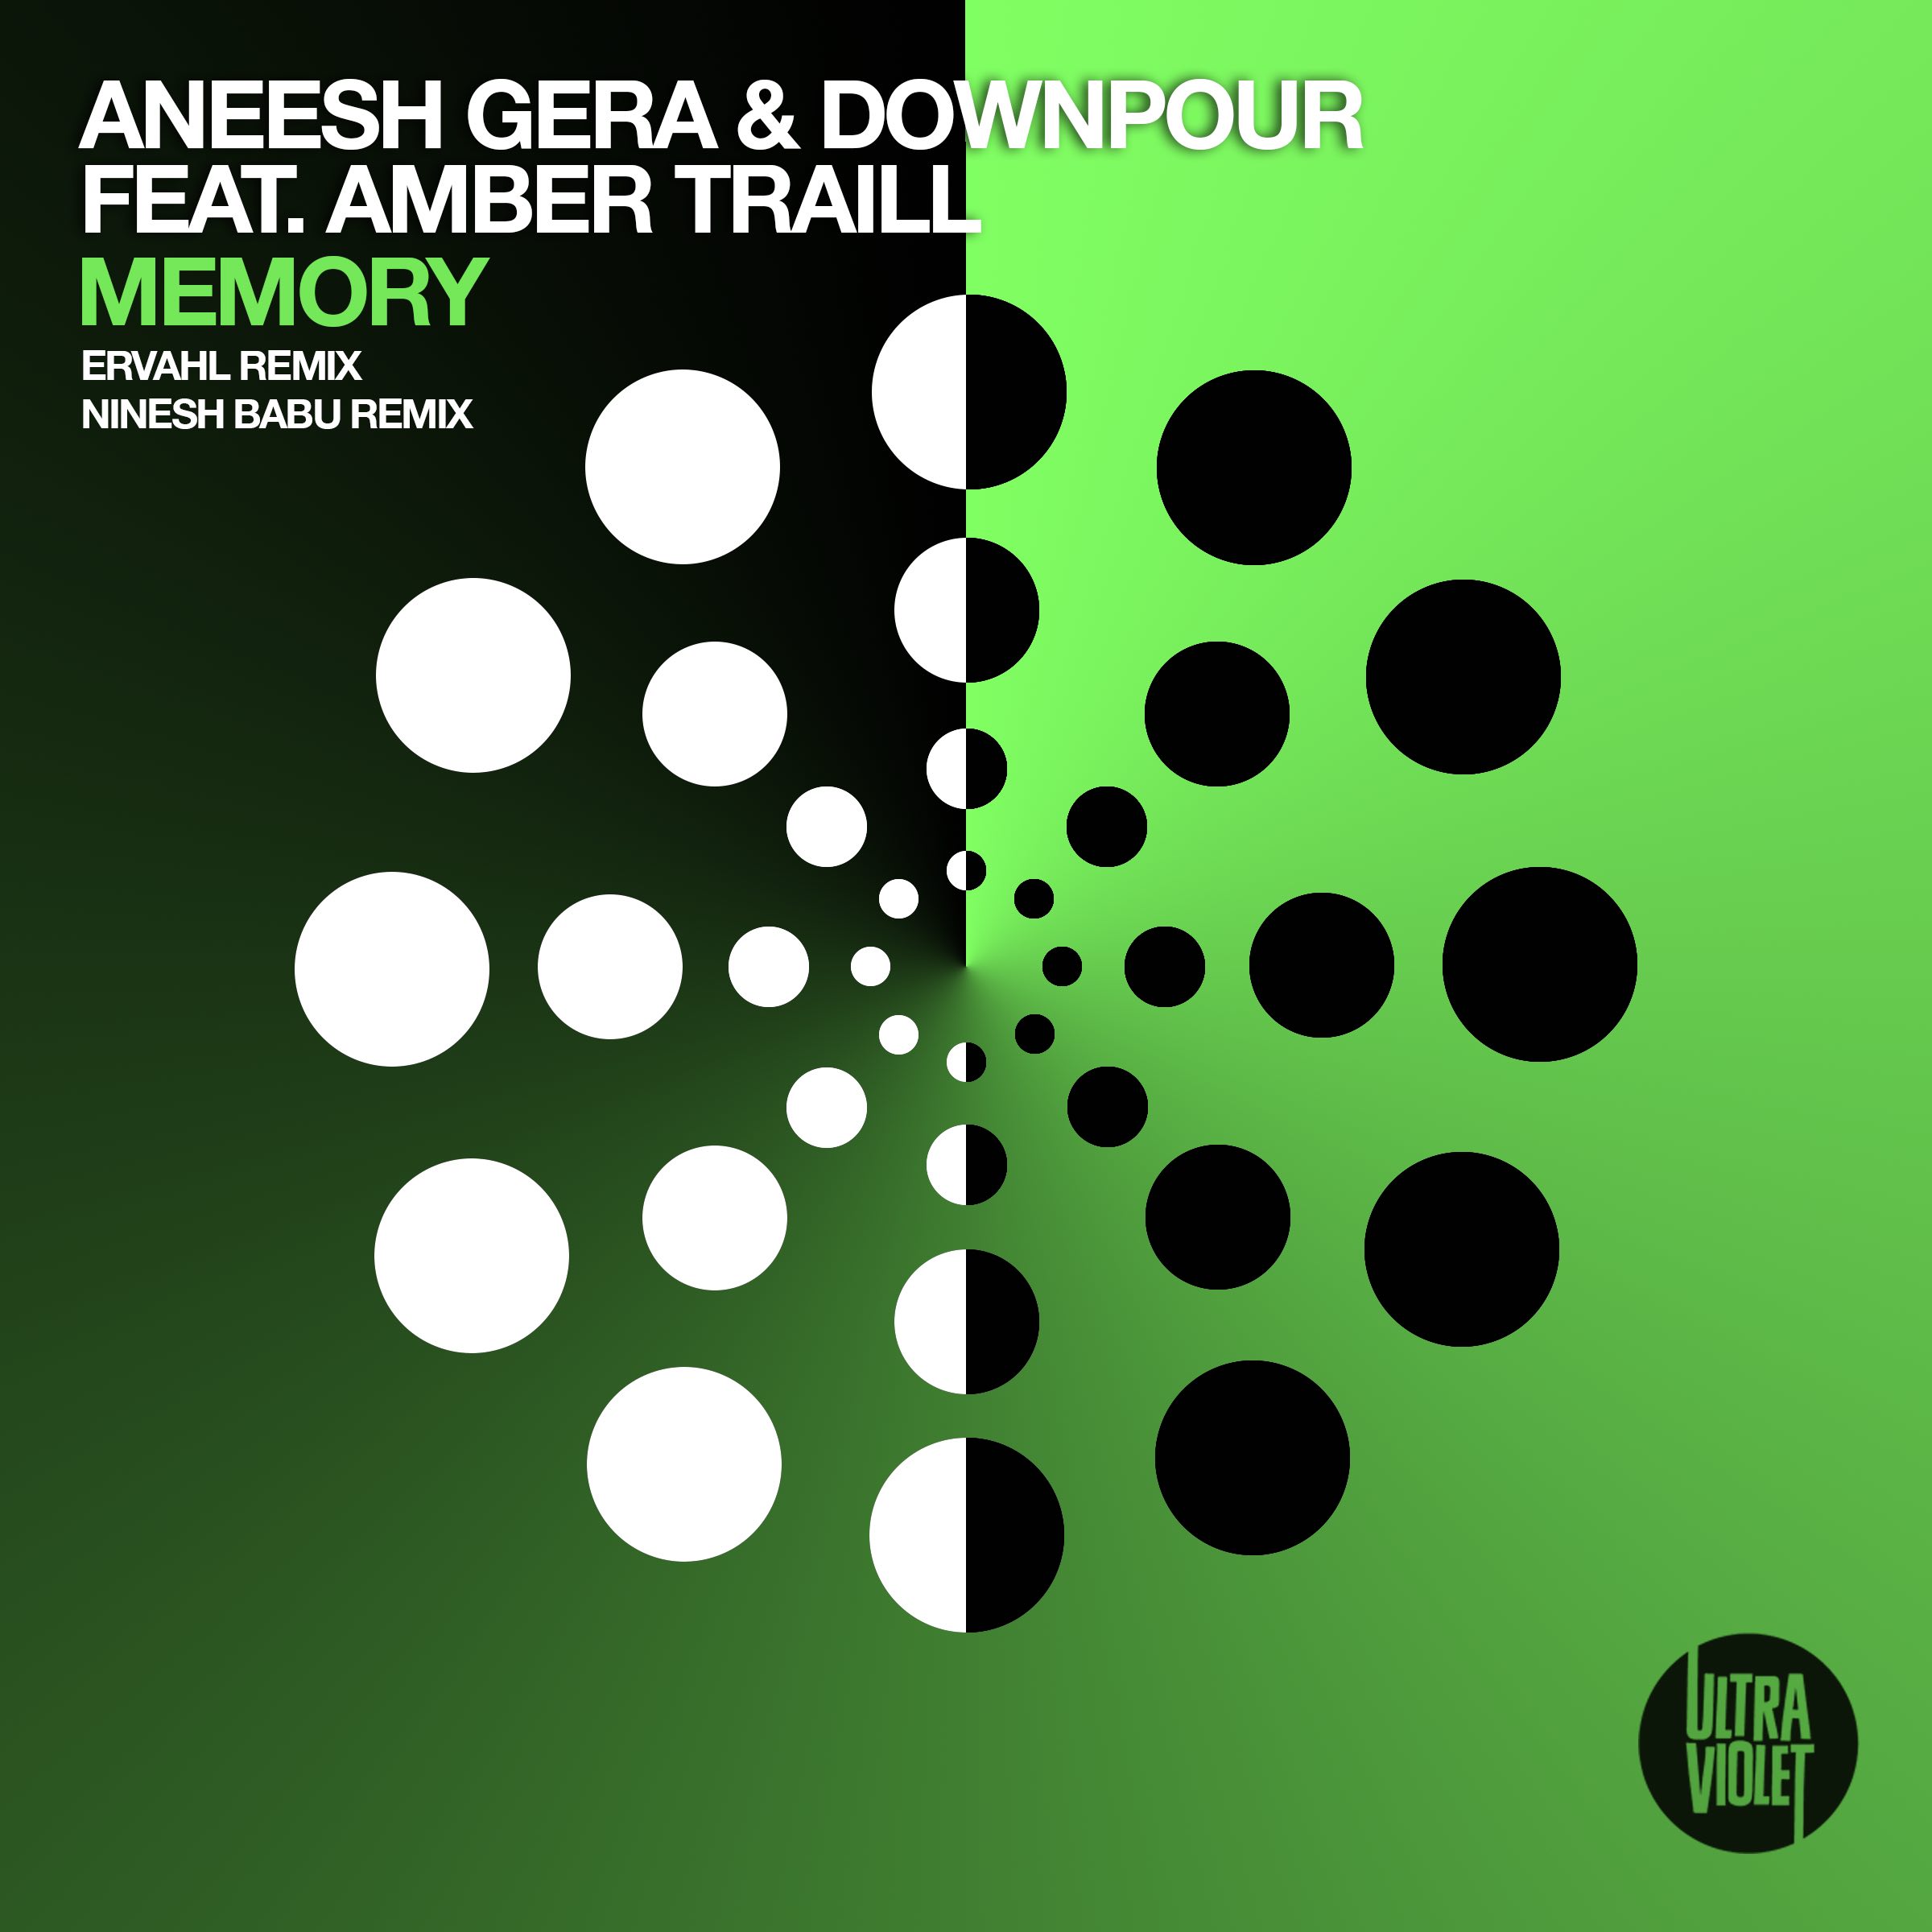 ANEESH GERA & DOWNPOUR
FEAT. AMBER TRAILL
MEMORY
ERVAHL REMIX
NINESH BABU REMIX
ULTRA
VIOLET